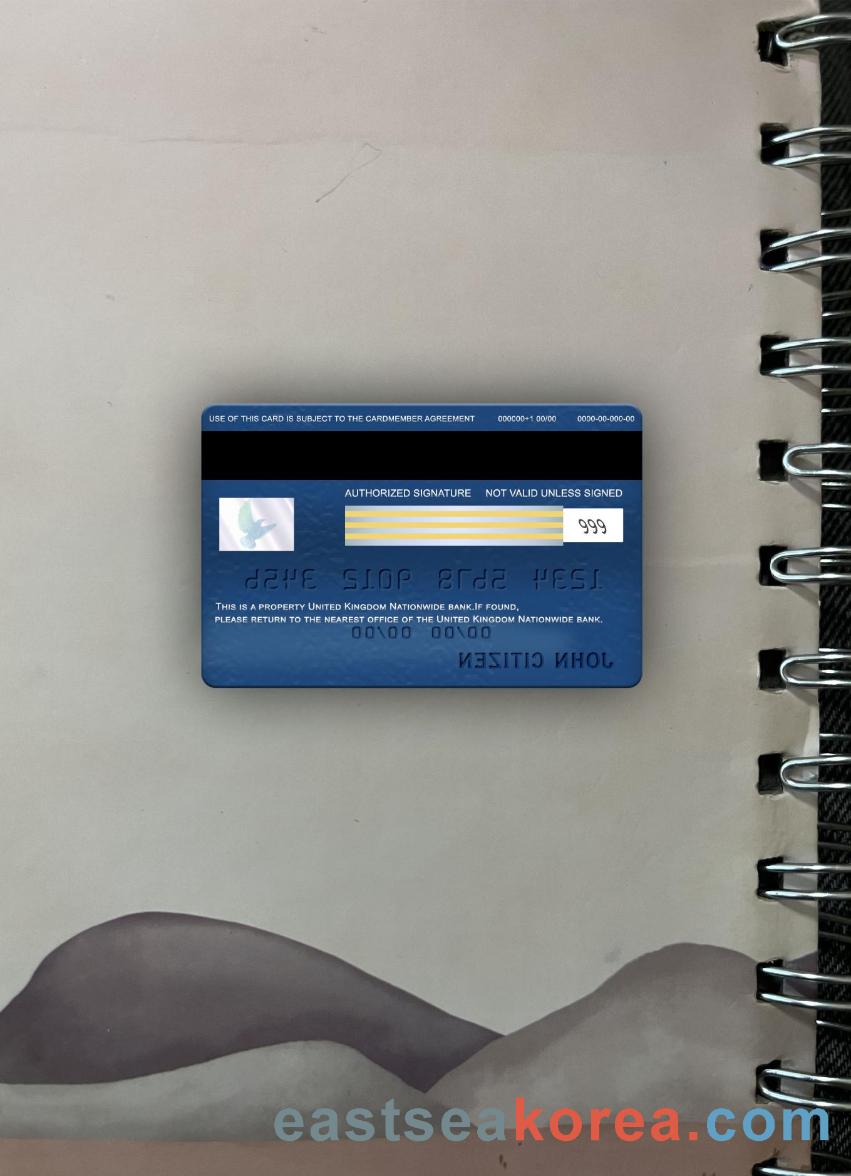 USE OF THIS CARD IS SUBJECT TO THE CARDMEMBER AGREEMENT 000000+1 00/00 0000-00-000-00
AUTHORIZED SIGNATURE NOT VALID UNLESS SIGNED
999
1234 5678 9012 3456
THIS IS A PROPERTY UNITED KINGDOM NATIONWIDE BANK.IF FOUND,
PLEASE RETURN TO THE NEAREST OFFICE OF THE UNITED KINGDOM NATIONWIDE BANK.
00/00 00/00
JOHN CITIZEN
eastseakorea.com